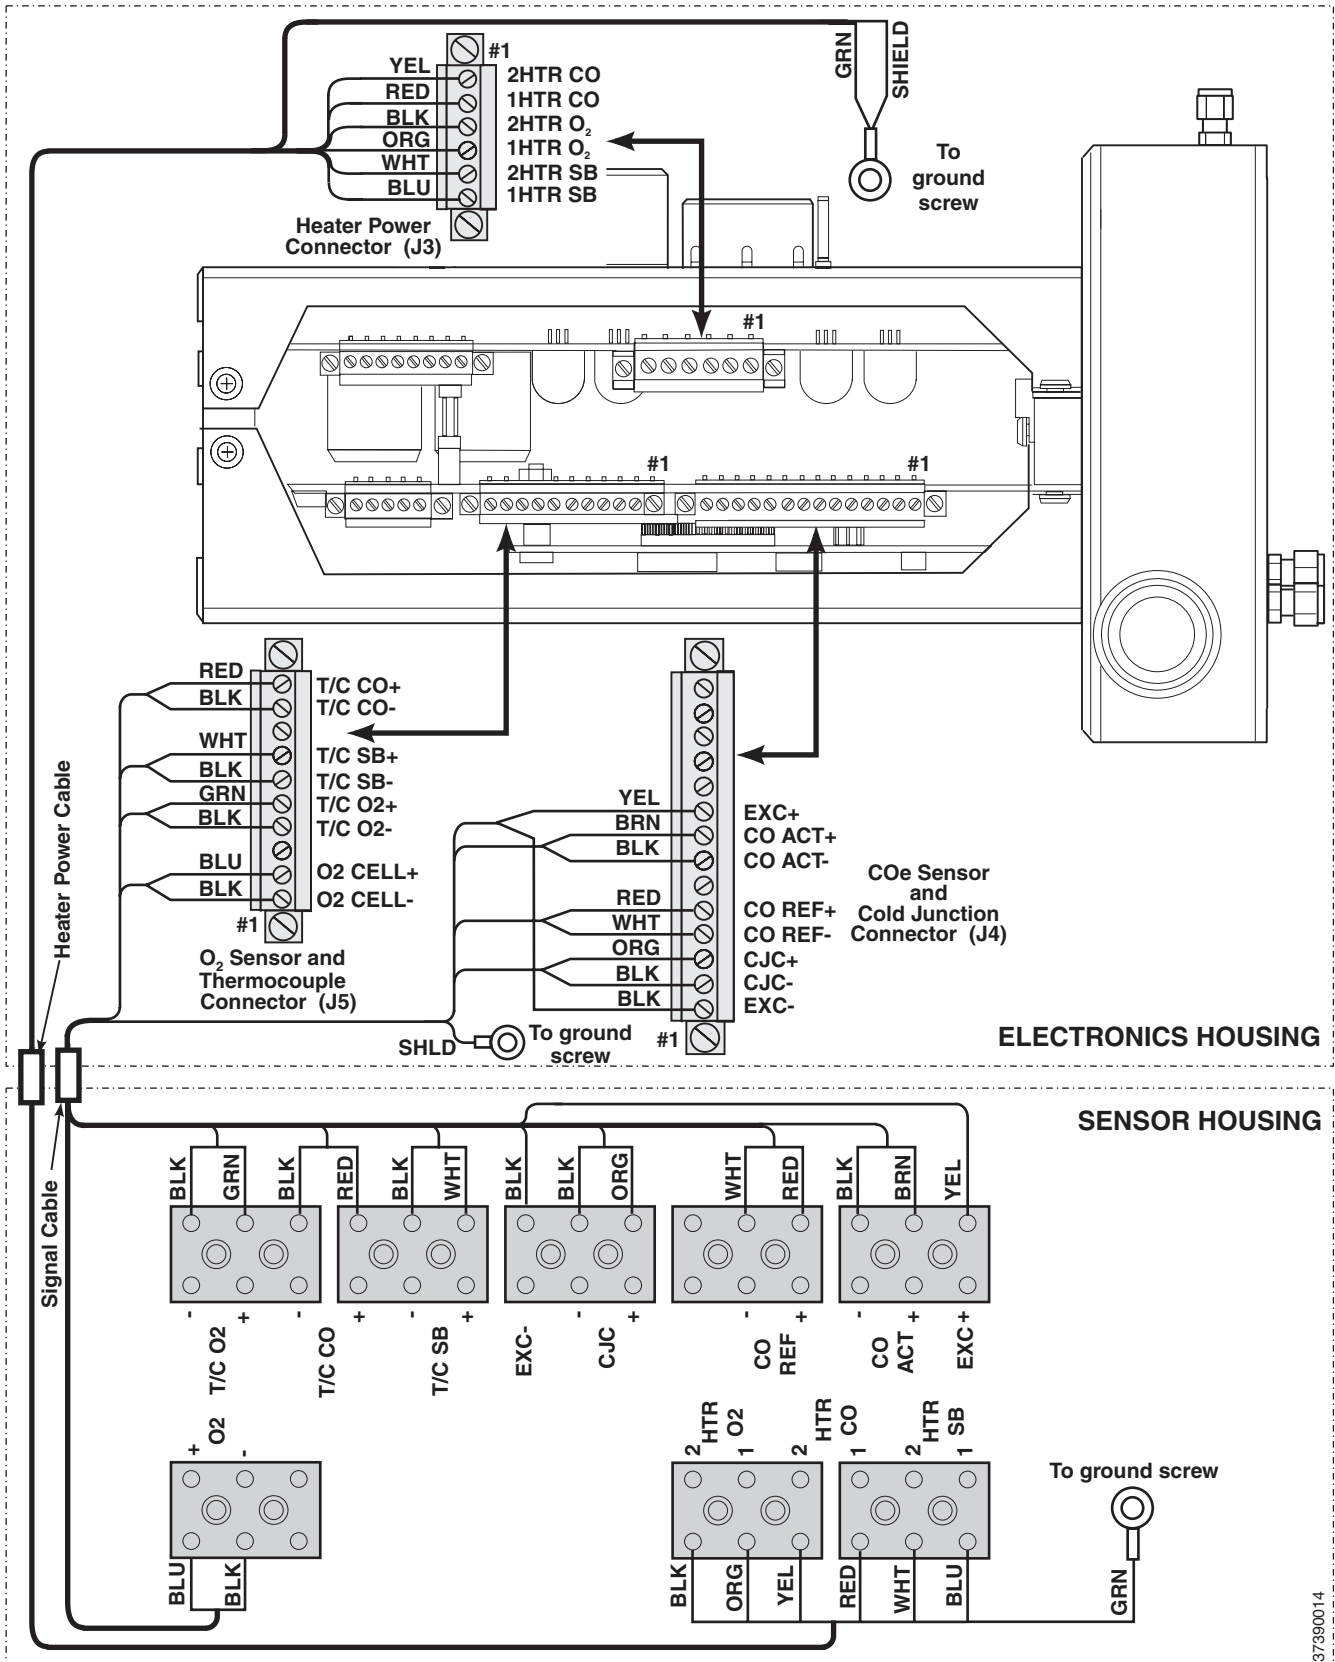 GRN
SHIELD
#1
YEL
2HTR CO
RED
1HTR CO
BLK
2HTR O2
ORG
1HTR O2
WHT
2HTR SB
BLU
1HTR SB
Heater Power
Connector (J3)
To
ground
screw
#1
#1
#1
RED
T/C CO+
BLK
T/C CO-
WHT
T/C SB+
BLK
T/C SB-
GRN
T/C O2+
BLK
T/C O2-
BLU
O2 CELL+
BLK
O2 CELL-
#1
O2 Sensor and
Thermocouple
Connector (J5)
YEL
EXC+
BRN
CO ACT+
BLK
CO ACT-
RED
CO REF+
WHT
CO REF-
ORG
CJC+
BLK
CJC-
BLK
EXC-
#1
COe Sensor
and
Cold Junction
Connector (J4)
SHLD
To ground
screw
Heater Power Cable
ELECTRONICS HOUSING
SENSOR HOUSING
Signal Cable
BLK
GRN
BLK
RED
BLK
WHT
BLK
BLK
ORG
WHT
RED
BLK
BRN
YEL
- T/C O2 +
- T/C CO +
- T/C SB +
EXC-
- CJC +
- CO REF +
- CO ACT +
EXC+
+ O2 -
2 HTR O2 1
2 HTR CO 1
2 HTR SB 1
BLU
BLK
BLK
ORG
YEL
RED
WHT
BLU
GRN
To ground screw
37390014